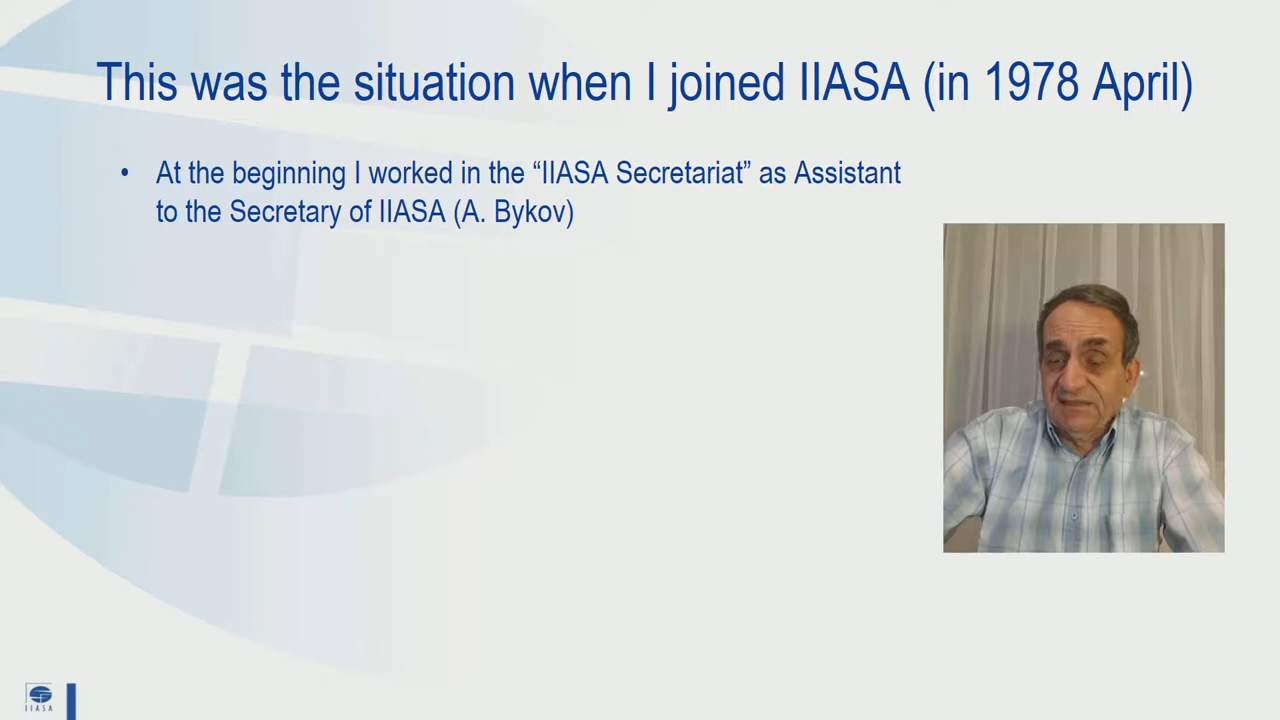 This was the situation when I joined IIASA (in 1978 April)
• At the beginning I worked in the “IIASA Secretariat” as Assistant
to the Secretary of IIASA (A. Bykov)
IIASA